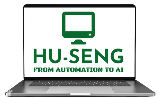 HU-SENG
FROM AUTOMATION TO AI